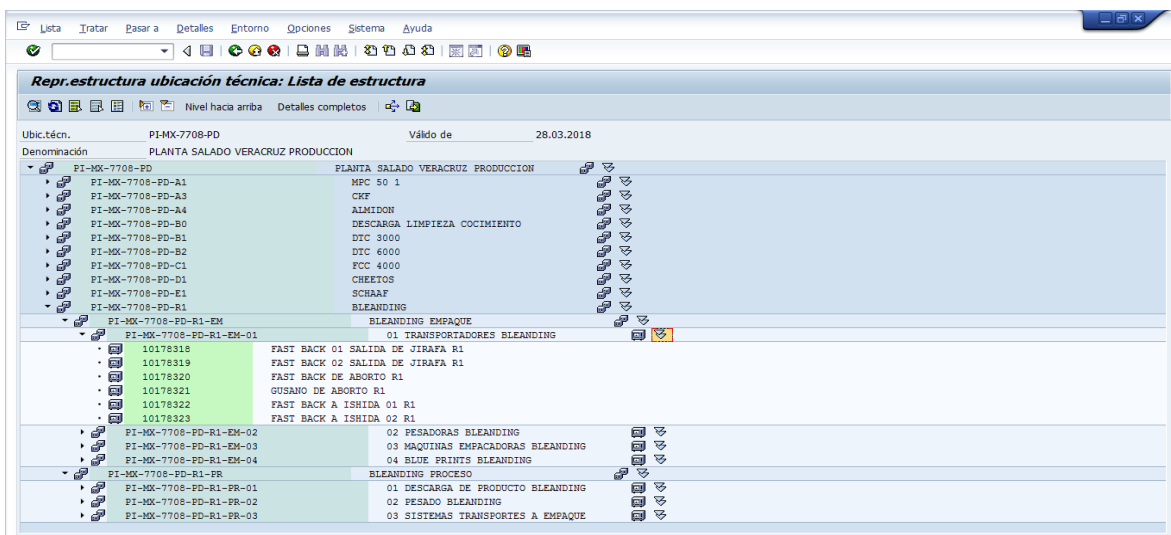 Lista Tratar Pasar a Detalles Entorno Opciones Sistema Ayuda
Repr.estructura ubicación técnica: Lista de estructura
Nivel hacia arriba Detalles completos
Ubic.técn. PI-MX-7708-PD Válido de 28.03.2018
Denominación PLANTA SALADO VERACRUZ PRODUCCION
PI-MX-7708-PD PLANTA SALADO VERACRUZ PRODUCCION
PI-MX-7708-PD-A1 MPC 50 1
PI-MX-7708-PD-A3 CKF
PI-MX-7708-PD-A4 ALMIDON
PI-MX-7708-PD-B0 DESCARGA LIMPIEZA COCIMIENTO
PI-MX-7708-PD-B1 DTC 3000
PI-MX-7708-PD-B2 DTC 6000
PI-MX-7708-PD-C1 FCC 4000
PI-MX-7708-PD-D1 CHEETOS
PI-MX-7708-PD-E1 SCHAAF
PI-MX-7708-PD-R1 BLEANDING
PI-MX-7708-PD-R1-EM BLEANDING EMPAQUE
PI-MX-7708-PD-R1-EM-01 01 TRANSPORTADORES BLEANDING
10178318 FAST BACK 01 SALIDA DE JIRAFA R1
10178319 FAST BACK 02 SALIDA DE JIRAFA R1
10178320 FAST BACK DE ABORTO R1
10178321 GUSANO DE ABORTO R1
10178322 FAST BACK A ISHIDA 01 R1
10178323 FAST BACK A ISHIDA 02 R1
PI-MX-7708-PD-R1-EM-02 02 PESADORAS BLEANDING
PI-MX-7708-PD-R1-EM-03 03 MAQUINAS EMPACADORAS BLEANDING
PI-MX-7708-PD-R1-EM-04 04 BLUE PRINTS BLEANDING
PI-MX-7708-PD-R1-PR BLEANDING PROCESO
PI-MX-7708-PD-R1-PR-01 01 DESCARGA DE PRODUCTO BLEANDING
PI-MX-7708-PD-R1-PR-02 02 PESADO BLEANDING
PI-MX-7708-PD-R1-PR-03 03 SISTEMAS TRANSPORTES A EMPAQUE